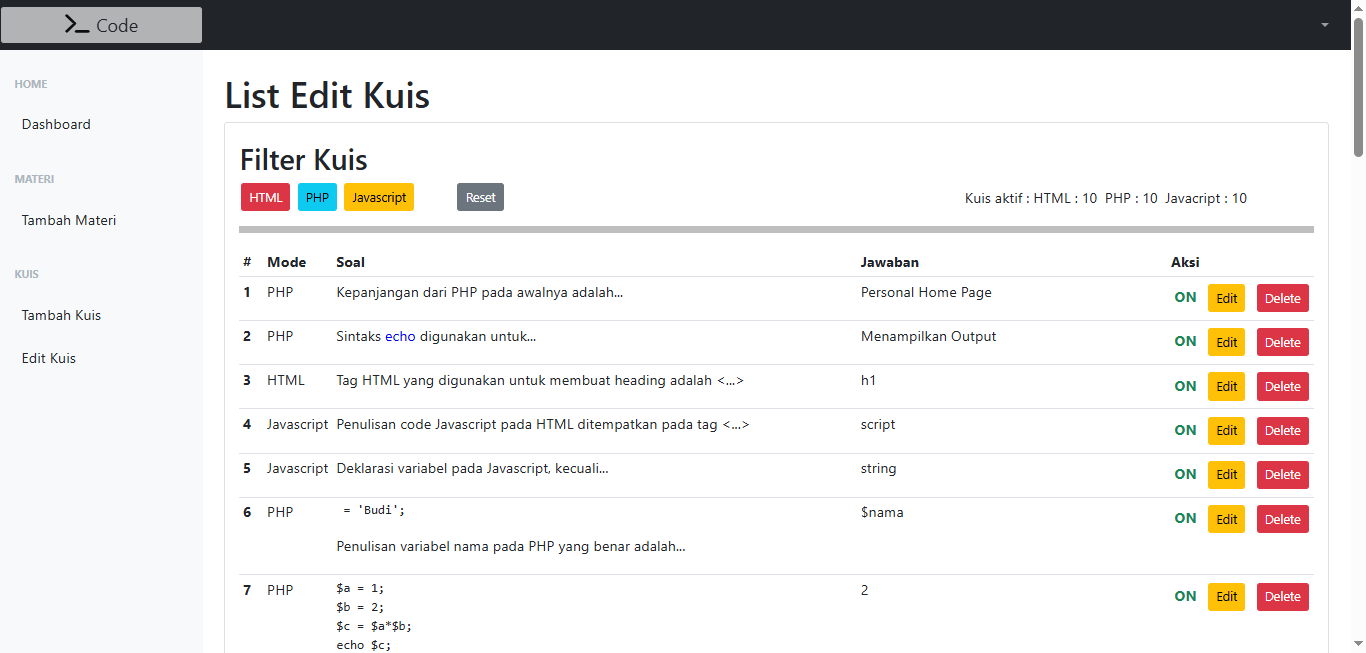 >_ Code
HOME
Dashboard
MATERI
Tambah Materi
KUIS
Tambah Kuis
Edit Kuis
List Edit Kuis
Filter Kuis
HTML PHP Javascript Reset Kuis aktif : HTML : 10 PHP : 10 Javacript : 10
# Mode Soal Jawaban Aksi
1 PHP Kepanjangan dari PHP pada awalnya adalah... Personal Home Page ON Edit Delete
2 PHP Sintaks echo digunakan untuk... Menampilkan Output ON Edit Delete
3 HTML Tag HTML yang digunakan untuk membuat heading adalah <...> h1 ON Edit Delete
4 Javascript Penulisan code Javascript pada HTML ditempatkan pada tag <...> script ON Edit Delete
5 Javascript Deklarasi variabel pada Javascript, kecuali... string ON Edit Delete
6 PHP = 'Budi'; $nama ON Edit Delete
Penulisan variabel nama pada PHP yang benar adalah...
7 PHP $a = 1; 2 ON Edit Delete
$b = 2;
$c = $a*$b;
echo $c;